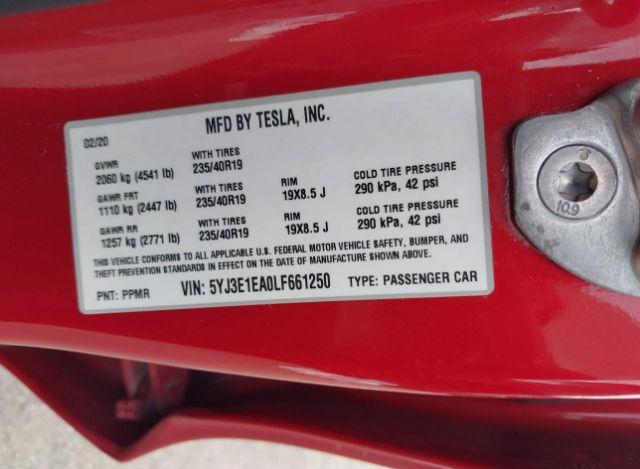 MFD BY TESLA, INC.
02/20
GVWR WITH TIRES
2060 kg (4541 lb) 235/40R19
GAWR FRT WITH TIRES RIM COLD TIRE PRESSURE
1110 kg (2447 lb) 235/40R19 19X8.5 J 290 kPa, 42 psi
GAWR RR WITH TIRES RIM COLD TIRE PRESSURE
1257 kg (2771 lb) 235/40R19 19X8.5 J 290 kPa, 42 psi
THIS VEHICLE CONFORMS TO ALL APPLICABLE U.S. FEDERAL MOTOR VEHICLE SAFETY, BUMPER, AND
THEFT PREVENTION STANDARDS IN EFFECT ON THE DATE OF MANUFACTURE SHOWN ABOVE.
PNT: PPMR VIN: 5YJ3E1EA0LF661250 TYPE: PASSENGER CAR
10.9